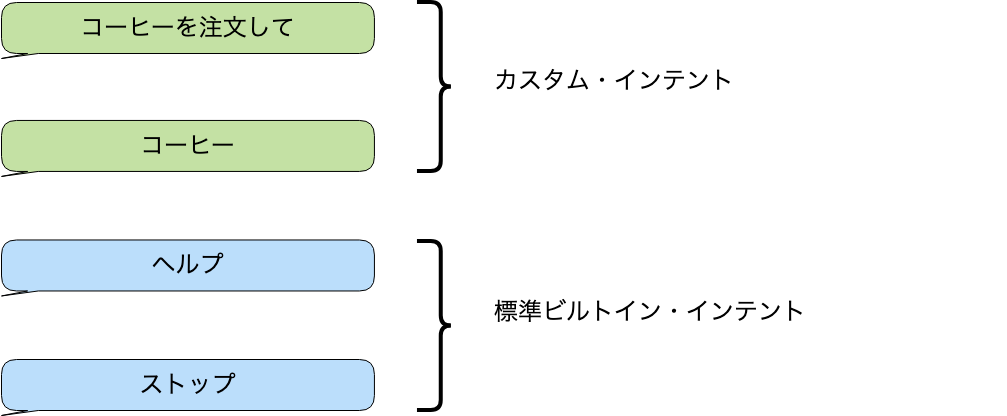 コーヒーを注文して
カスタム・インテント
コーヒー
ヘルプ
標準ビルトイン・インテント
ストップ